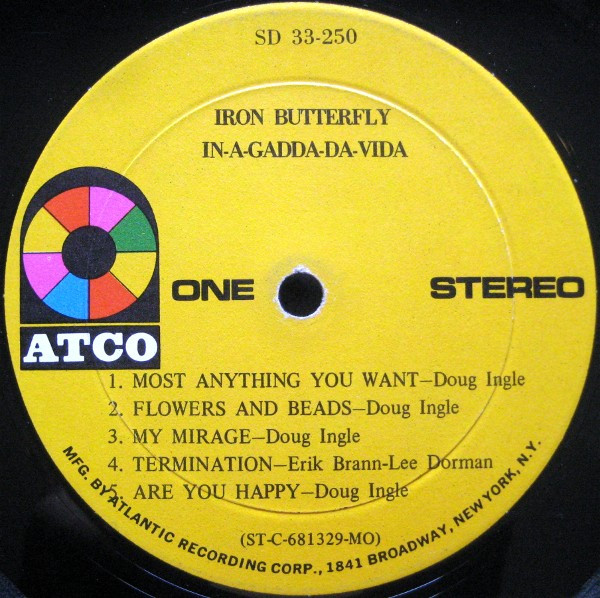 SD 33-250
IRON BUTTERFLY
IN-A-GADDA-DA-VIDA
ATCO
ONE
STEREO
1. MOST ANYTHING YOU WANT—Doug Ingle
2. FLOWERS AND BEADS—Doug Ingle
3. MY MIRAGE—Doug Ingle
4. TERMINATION—Erik Brann-Lee Dorman
5. ARE YOU HAPPY—Doug Ingle
(ST-C-681329-MO)
MFG. BY ATLANTIC RECORDING CORP., 1841 BROADWAY, NEW YORK, N.Y.